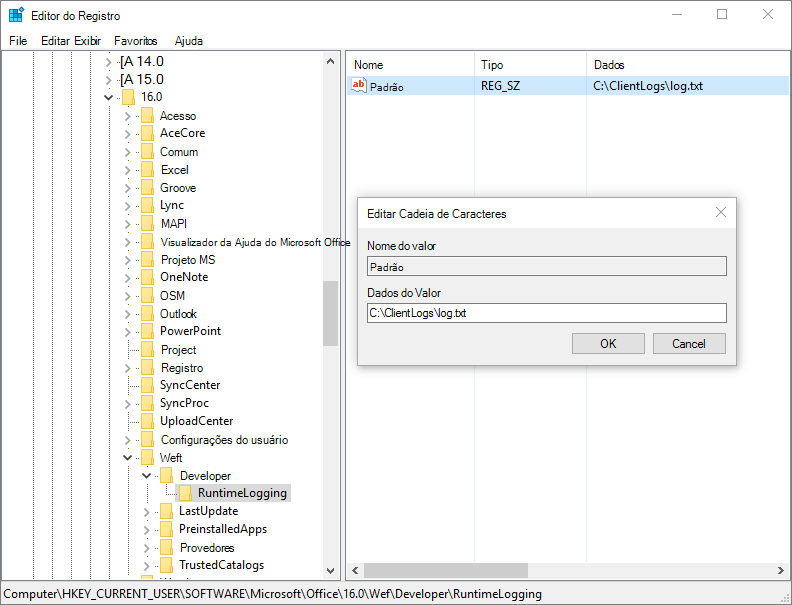 Editor do Registro
File Editar Exibir Favoritos Ajuda
[A 14.0
[A 15.0
16.0
Acesso
AceCore
Comum
Excel
Groove
Lync
MAPI
Visualizador da Ajuda do Microsoft Office
Projeto MS
OneNote
OSM
Outlook
PowerPoint
Project
Registro
SyncCenter
SyncProc
UploadCenter
Configurações do usuário
Weft
Developer
RuntimeLogging
LastUpdate
PreinstalledApps
Provedores
TrustedCatalogs
Nome Tipo Dados
ab Padrão REG_SZ C:\ClientLogs\log.txt
Editar Cadeia de Caracteres
Nome do valor
Padrão
Dados do Valor
C:\ClientLogs\log.txt
OK Cancel
Computer\HKEY_CURRENT_USER\SOFTWARE\Microsoft\Office\16.0\Wef\Developer\RuntimeLogging